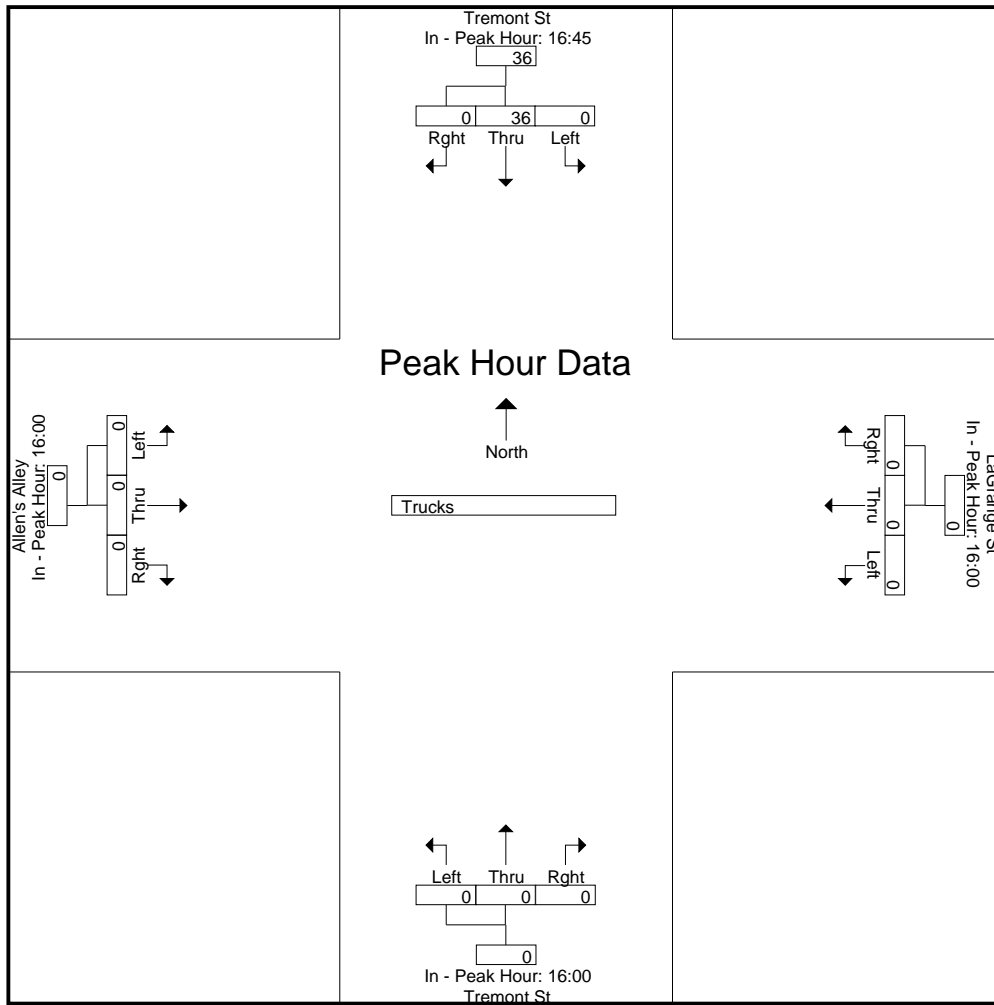 Tremont St
In - Peak Hour: 16:45
36
0 36 0
Rght Thru Left
Peak Hour Data
North
Trucks
Allen's Alley
In - Peak Hour: 16:00
0
0 0 0
Left Thru Rght
LaGrange St
In - Peak Hour: 16:00
0
0 0 0
Rght Thru Left
Left Thru Rght
0 0 0
0
In - Peak Hour: 16:00
Tremont St